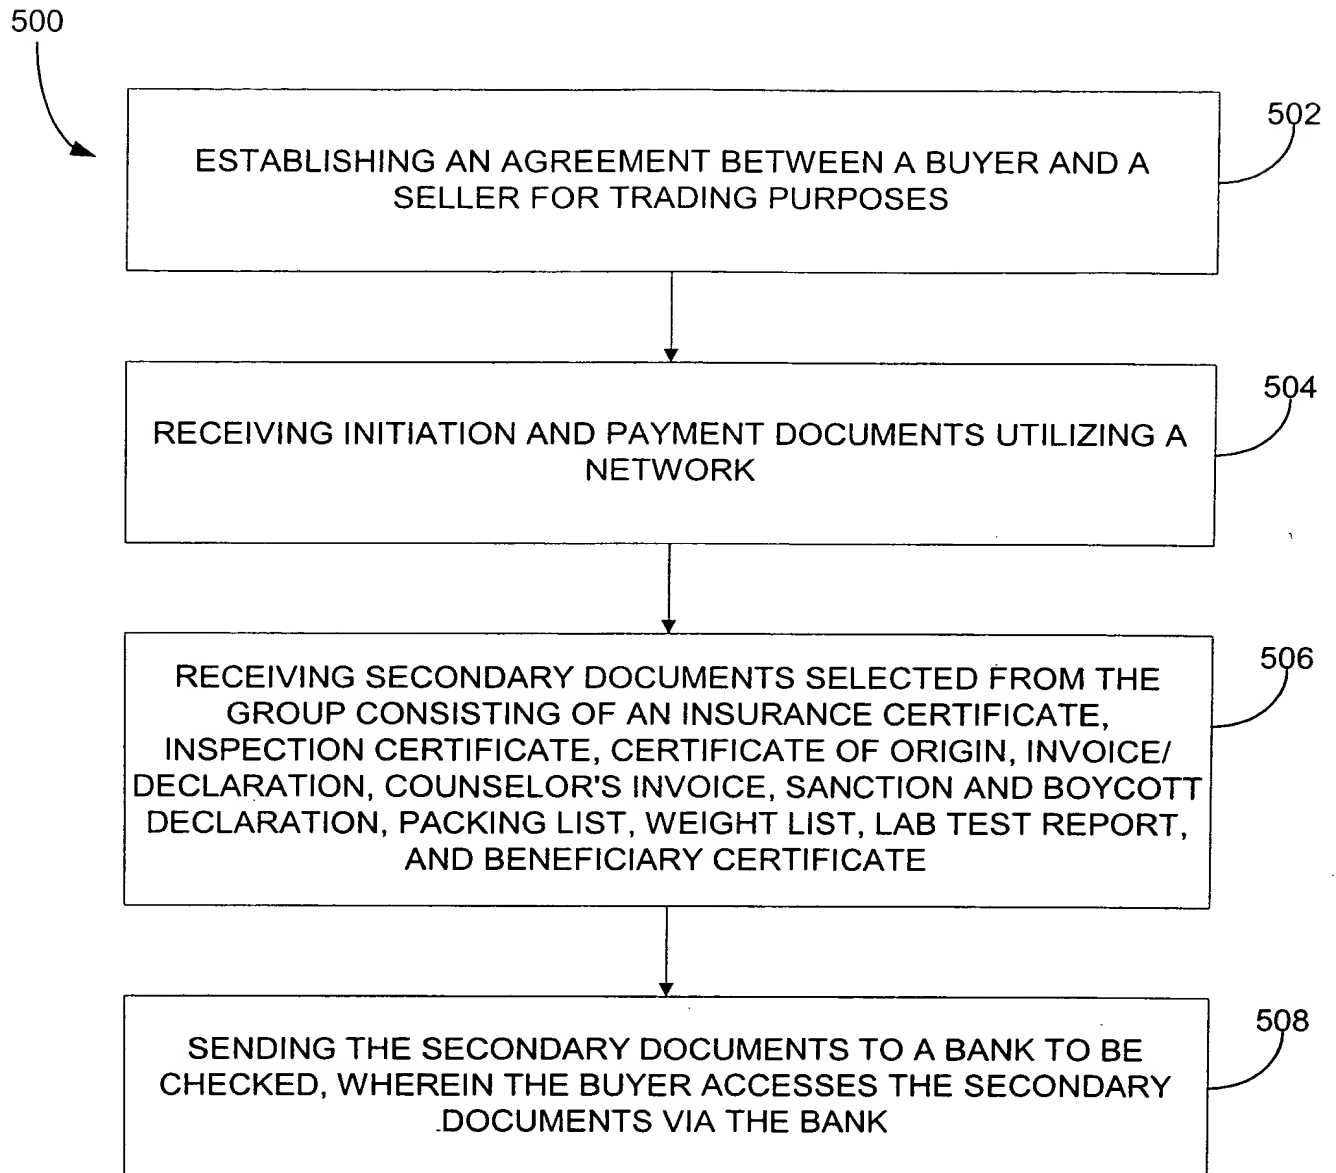 500
502
ESTABLISHING AN AGREEMENT BETWEEN A BUYER AND A
SELLER FOR TRADING PURPOSES
504
RECEIVING INITIATION AND PAYMENT DOCUMENTS UTILIZING A
NETWORK
506
RECEIVING SECONDARY DOCUMENTS SELECTED FROM THE
GROUP CONSISTING OF AN INSURANCE CERTIFICATE,
INSPECTION CERTIFICATE, CERTIFICATE OF ORIGIN, INVOICE/
DECLARATION, COUNSELOR'S INVOICE, SANCTION AND BOYCOTT
DECLARATION, PACKING LIST, WEIGHT LIST, LAB TEST REPORT,
AND BENEFICIARY CERTIFICATE
508
SENDING THE SECONDARY DOCUMENTS TO A BANK TO BE
CHECKED, WHEREIN THE BUYER ACCESSES THE SECONDARY
DOCUMENTS VIA THE BANK